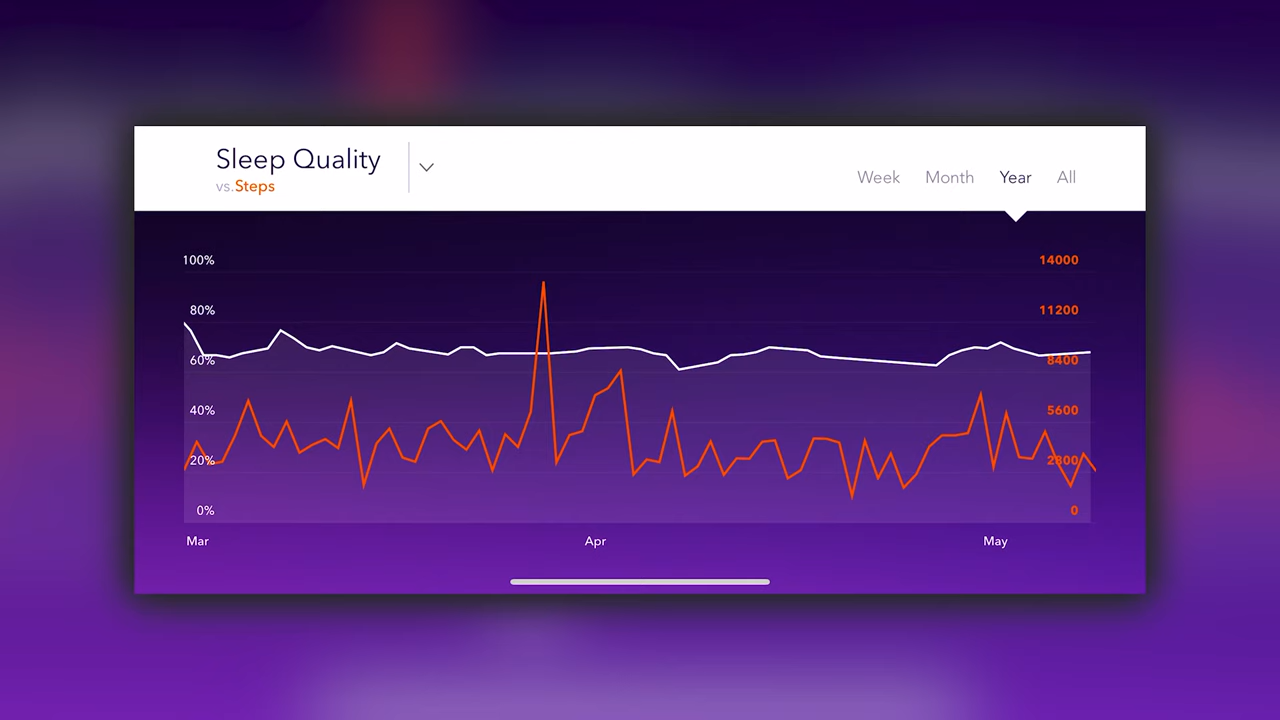 Sleep Quality
vs.Steps
Week Month Year All
100% 14000
80% 11200
60% 8400
40% 5600
20% 2800
0% 0
Mar Apr May